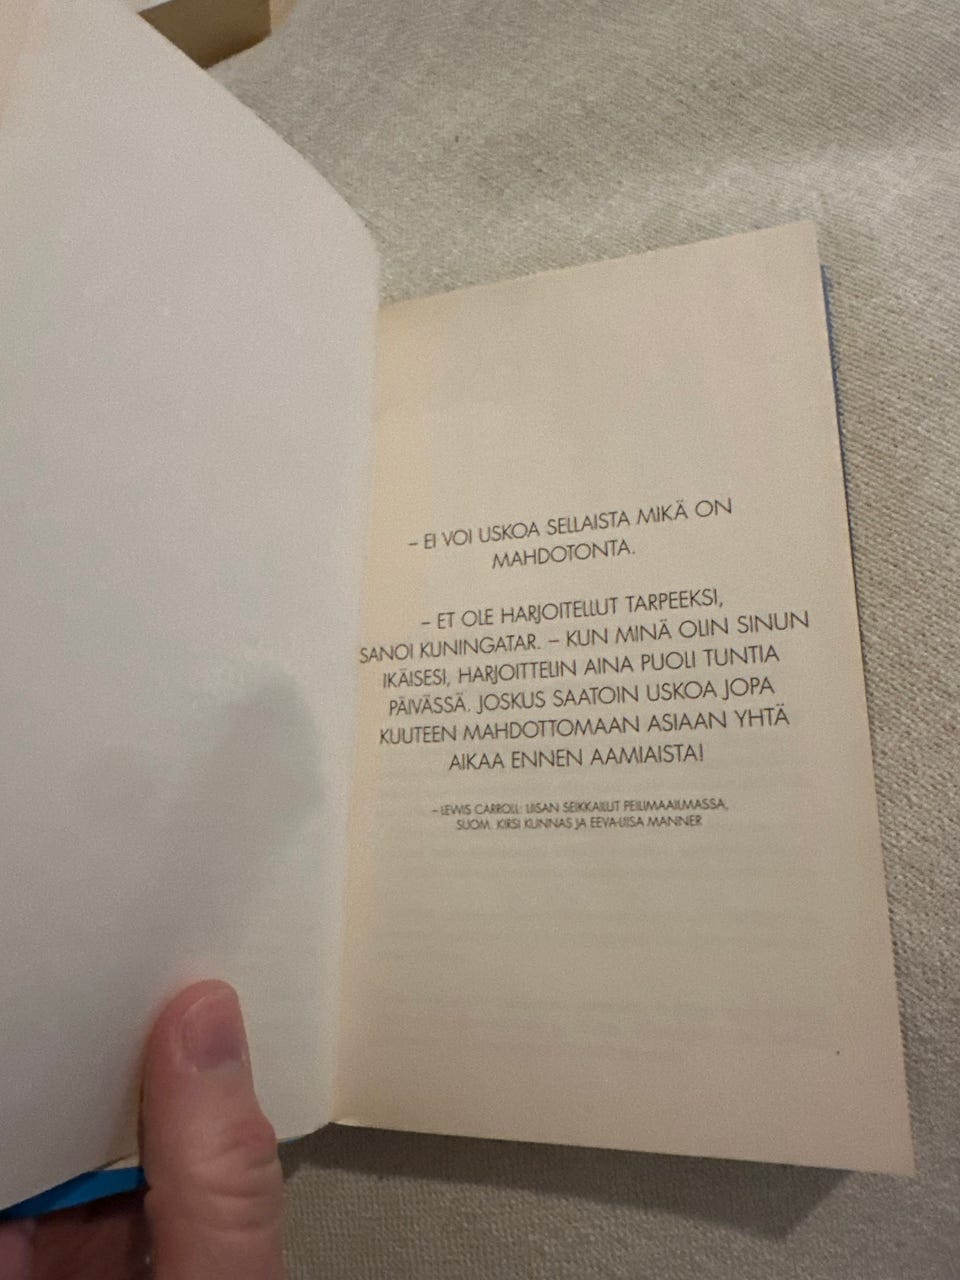 – EI VOI USKOA SELLAISTA MIKÄ ON
MAHDOTONTA.
– ET OLE HARJOITELLUT TARPEEKSI,
SANOI KUNINGATAR. – KUN MINÄ OLIN SINUN
IKÄISESI, HARJOITTELIN AINA PUOLI TUNTIA
PÄIVÄSSÄ. JOSKUS SAATOIN USKOA JOPA
KUUTEEN MAHDOTTOMAAN ASIAAN YHTÄ
AIKAA ENNEN AAMIAISTA!
– LEWIS CARROLL: LIISAN SEIKKAILUT PEILIMAAILMASSA,
SUOM. KIRSI KUNNAS JA EEVA-LIISA MANNER